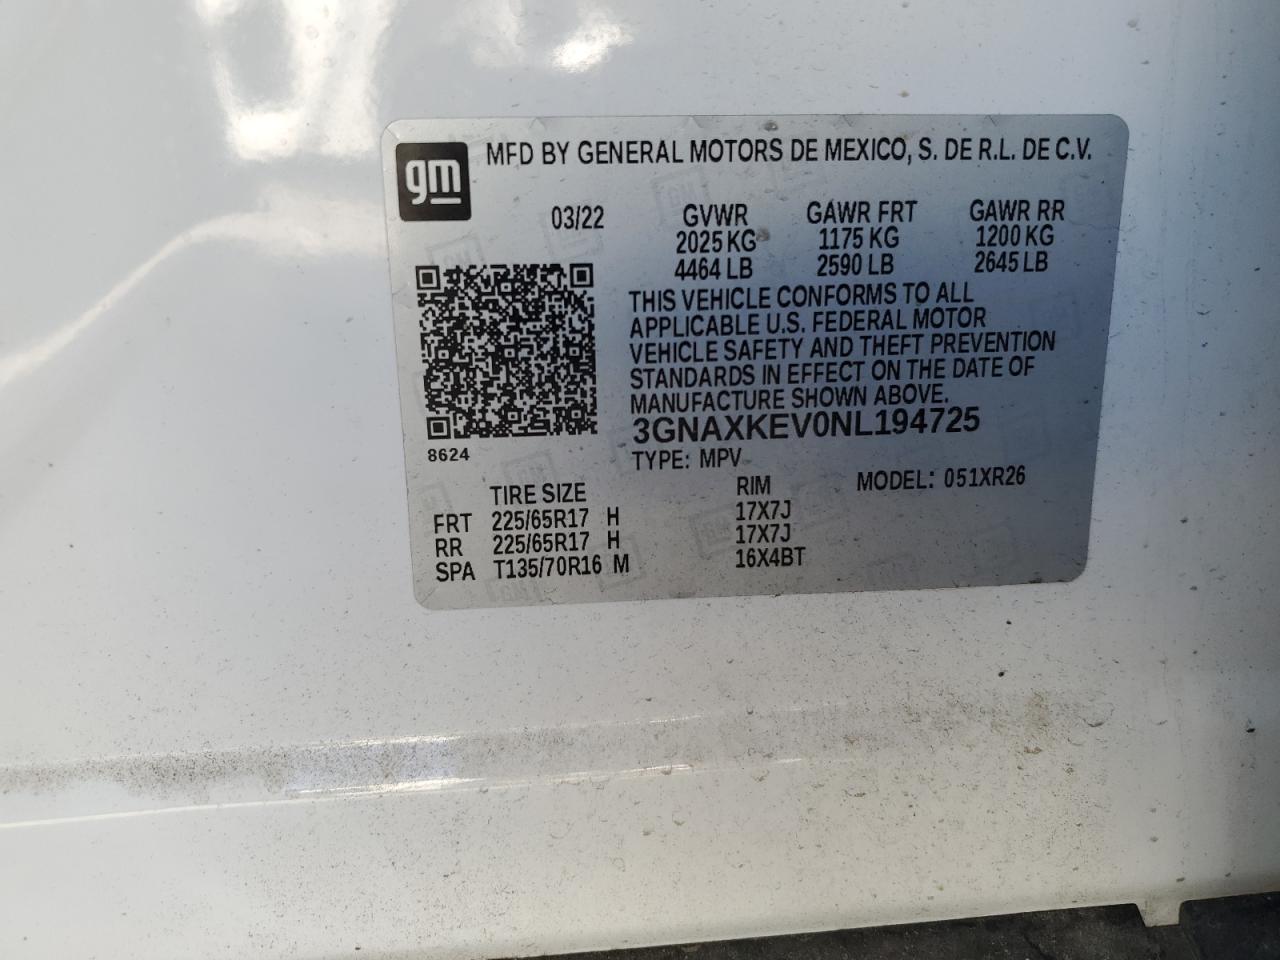 gm
MFD BY GENERAL MOTORS DE MEXICO, S. DE R.L. DE C.V.
03/22 GVWR GAWR FRT GAWR RR
2025 KG 1175 KG 1200 KG
4464 LB 2590 LB 2645 LB
THIS VEHICLE CONFORMS TO ALL
APPLICABLE U.S. FEDERAL MOTOR
VEHICLE SAFETY AND THEFT PREVENTION
STANDARDS IN EFFECT ON THE DATE OF
MANUFACTURE SHOWN ABOVE.
3GNAXKEV0NL194725
8624
TYPE: MPV
MODEL: 051XR26
TIRE SIZE RIM
FRT 225/65R17 H 17X7J
RR 225/65R17 H 17X7J
SPA T135/70R16 M 16X4BT